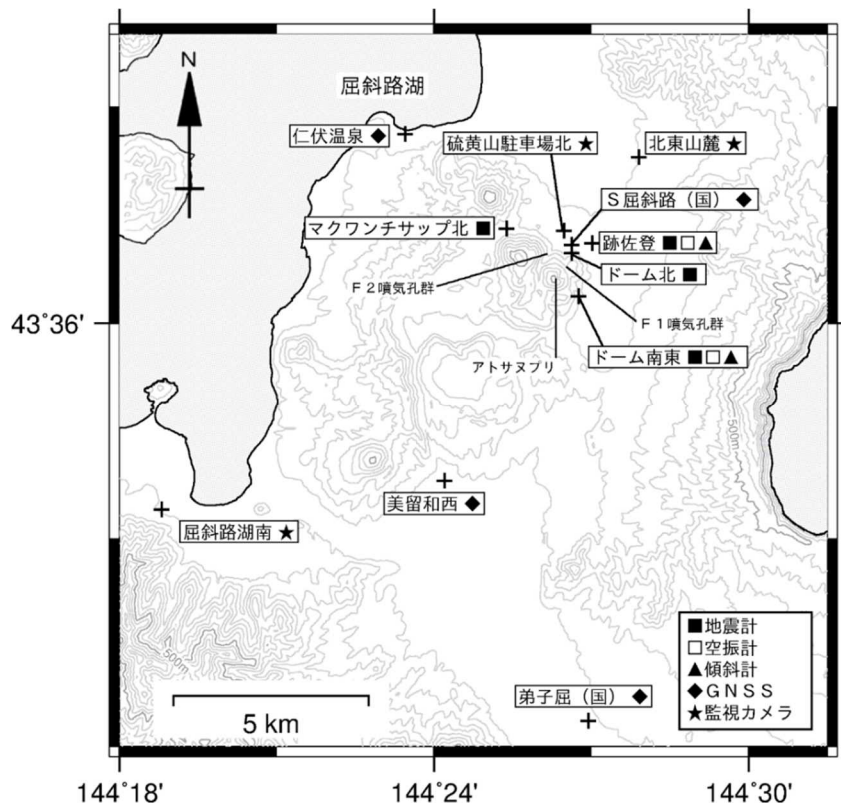 N
屈斜路湖
仁伏温泉 ◆
硫黄山駐車場北 ★
北東山麓 ★
S屈斜路（国） ◆
マクワンチサップ北 ■
跡佐登 ■□▲
ドーム北 ■
F2噴気孔群
F1噴気孔群
43°36'
アトサヌプリ
ドーム南東 ■□▲
500m
美留和西 ◆
屈斜路湖南 ★
500m
■地震計
□空振計
▲傾斜計
◆GNSS
★監視カメラ
弟子屈（国） ◆
5 km
144°18'
144°24'
144°30'